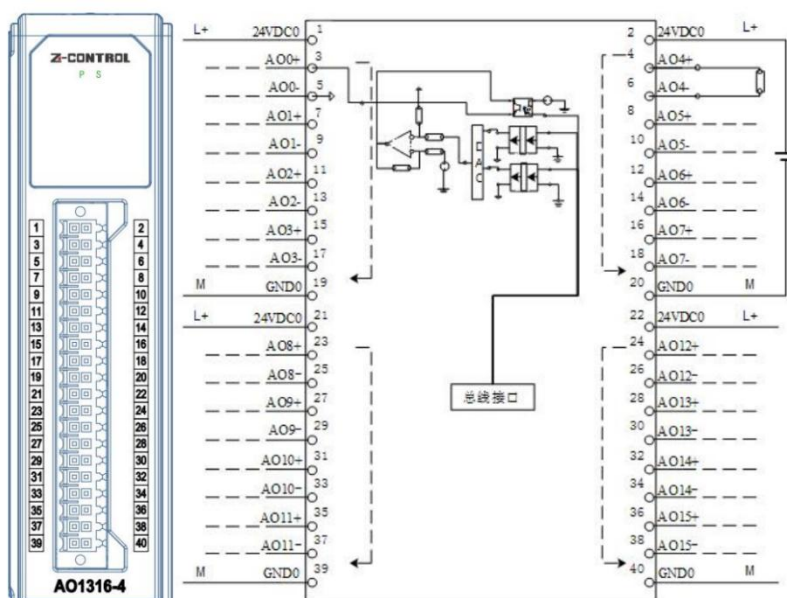 Z-CONTROL
P S
1 2
3 4
5 6
7 8
9 10
11 12
13 14
15 16
17 18
19 20
21 22
23 24
25 26
27 28
29 30
31 32
33 34
35 36
37 38
39 40
AO1316-4
L+ 24VDC0 1
AO0+ 3
AO0- 5
AO1+ 7
AO1- 9
AO2+ 11
AO2- 13
AO3+ 15
AO3- 17
M GND0 19
L+ 24VDC0 21
AO8+ 23
AO8- 25
AO9+ 27
AO9- 29
AO10+ 31
AO10- 33
AO11+ 35
AO11- 37
M GND0 39
DAC
总线接口
2 24VDC0 L+
4 AO4+
6 AO4-
8 AO5+
10 AO5-
12 AO6+
14 AO6-
16 AO7+
18 AO7-
20 GND0 M
22 24VDC0 L+
24 AO12+
26 AO12-
28 AO13+
30 AO13-
32 AO14+
34 AO14-
36 AO15+
38 AO15-
40 GND0 M